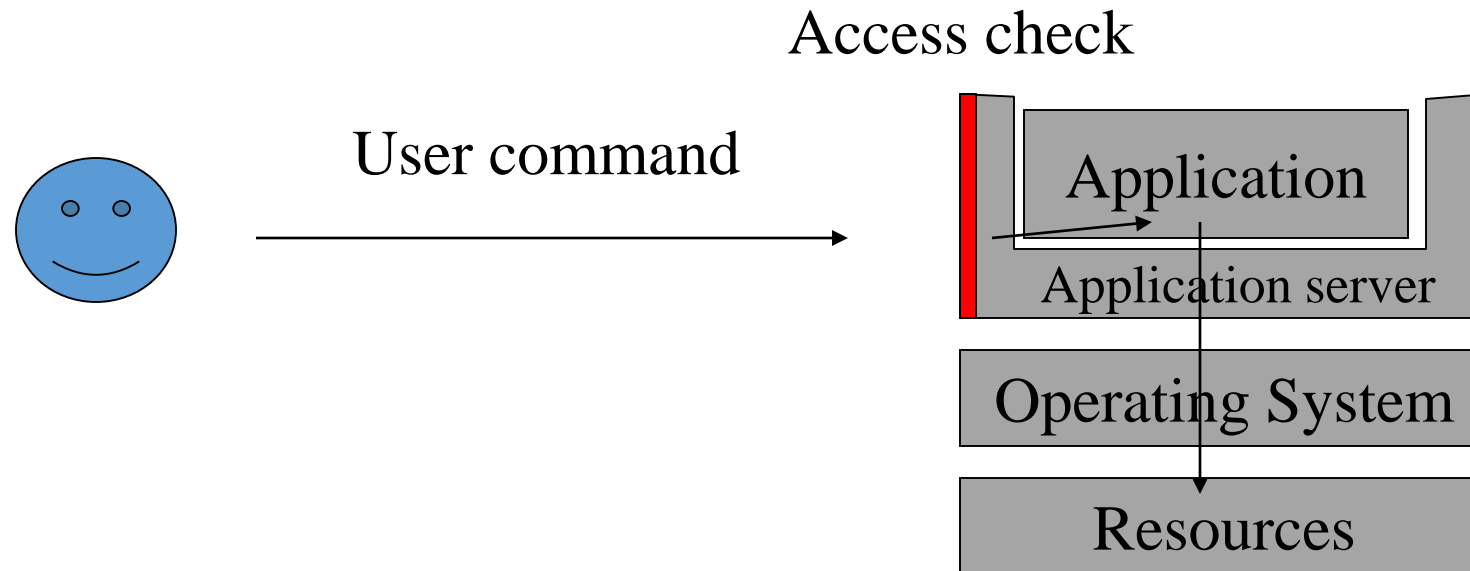 Access check
User command
Application
Application server
Operating System
Resources